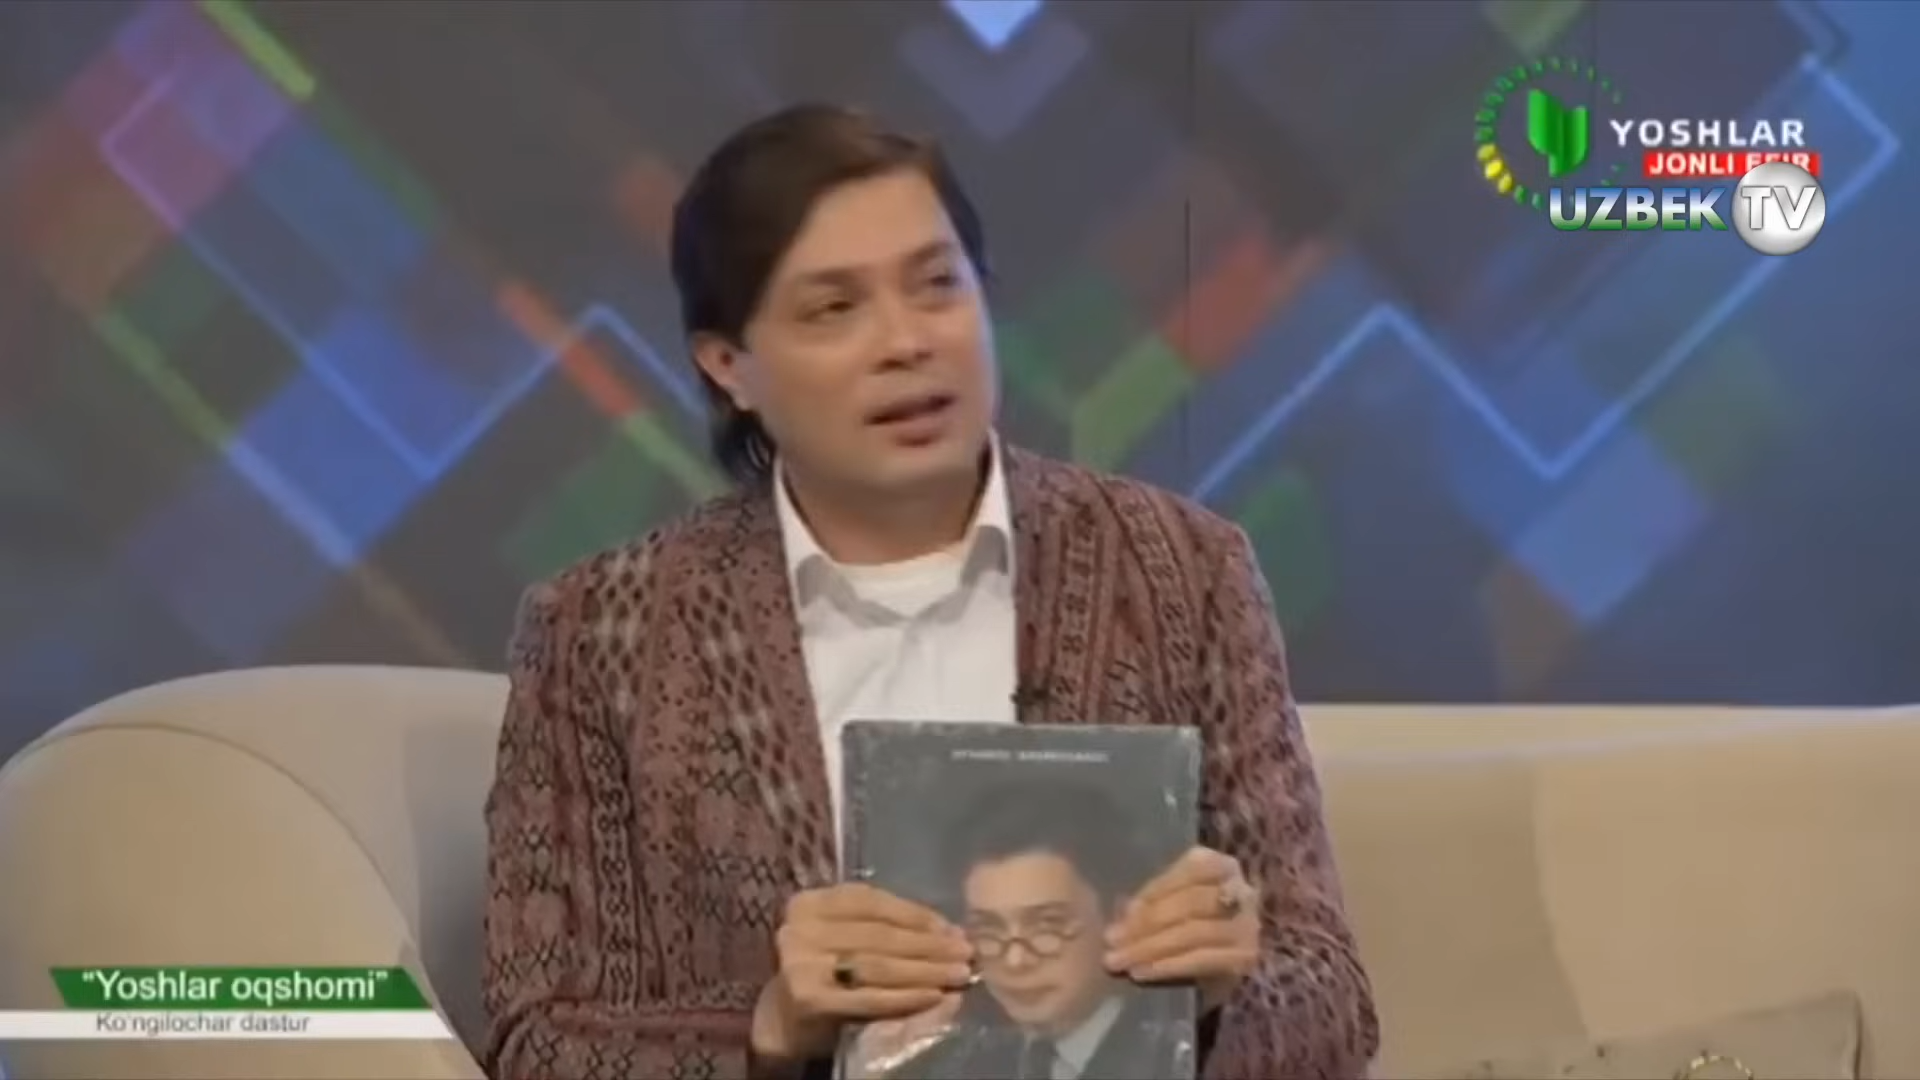 YOSHLAR
JONLI EFIR
UZBEK TV
“Yoshlar oqshomi”
Ko'ngilochar dastur